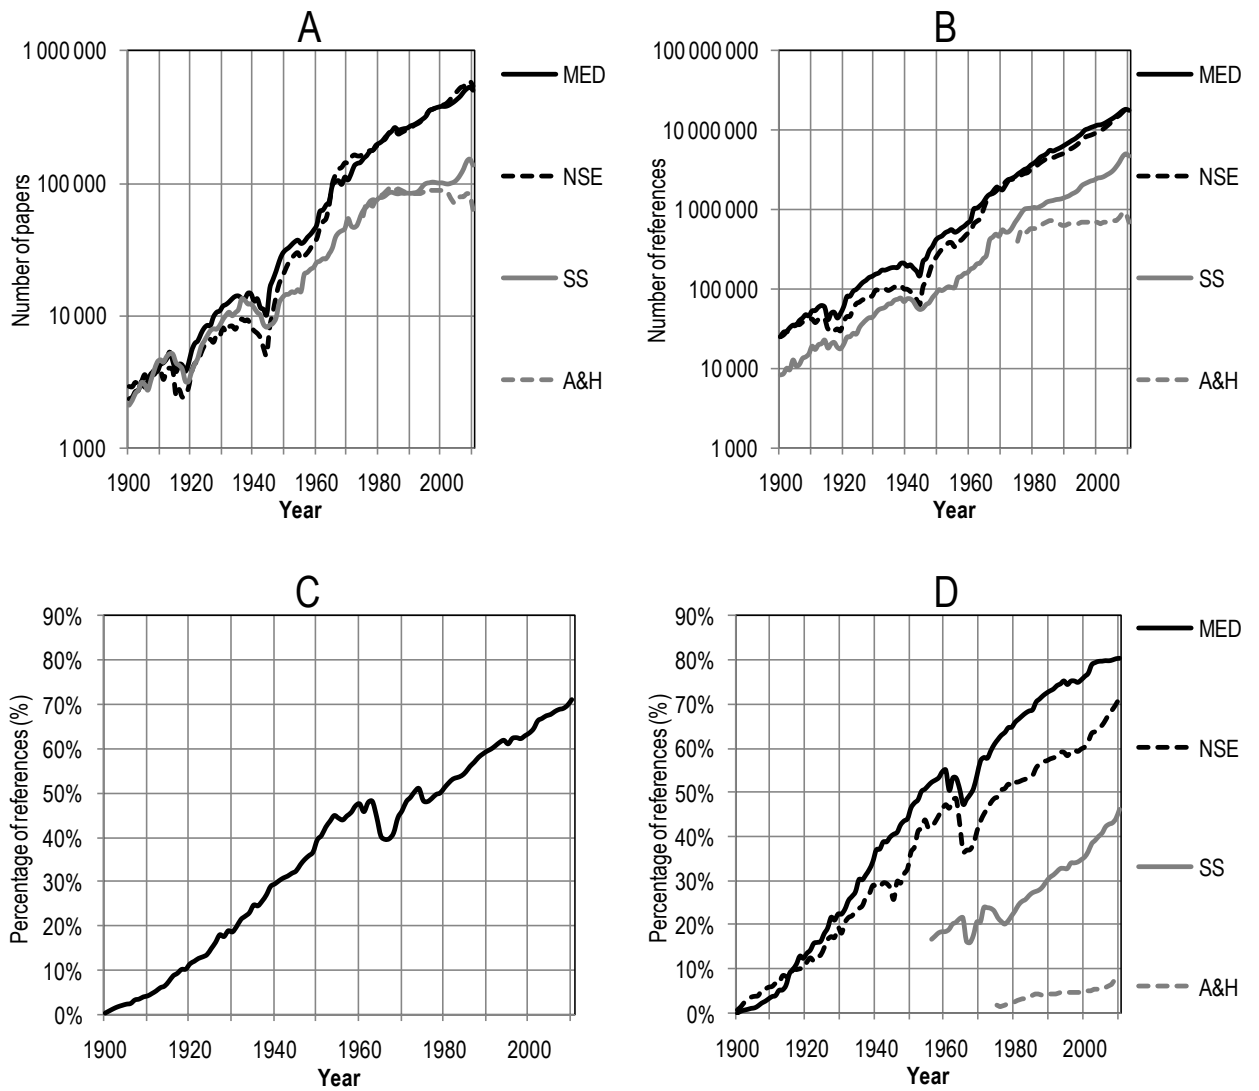 A
Number of papers
1 000 000
100 000
10 000
1 000
1900 1920 1940 1960 1980 2000
Year
MED
NSE
SS
A&H
B
Number of references
100 000 000
10 000 000
1 000 000
100 000
10 000
1 000
1900 1920 1940 1960 1980 2000
Year
MED
NSE
SS
A&H
C
Percentage of references (%)
90%
80%
70%
60%
50%
40%
30%
20%
10%
0%
1900 1920 1940 1960 1980 2000
Year
D
Percentage of references (%)
90%
80%
70%
60%
50%
40%
30%
20%
10%
0%
1900 1920 1940 1960 1980 2000
Year
MED
NSE
SS
A&H